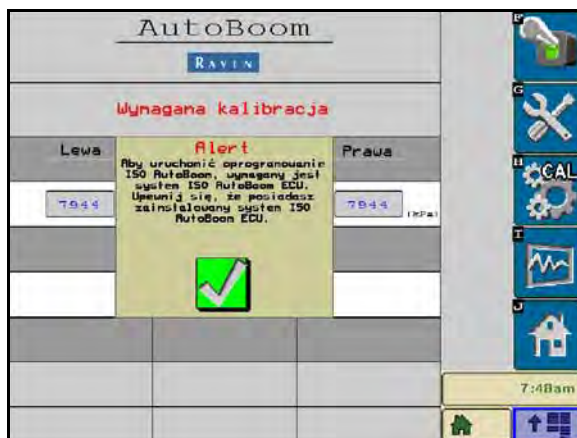 AutoBoom
RAVEN
Wymagana kalibracja
Lewa
Alert
Prawa
Aby uruchomić oprogramowanie
ISO AutoBoom, wymagany jest
system ISO AutoBoom ECU.
Upewnij się, że posiadasz
zainstalowany system ISO
AutoBoom ECU.
7944
7944
(kPa)
F
G
H
CAL
I
J
7:48am